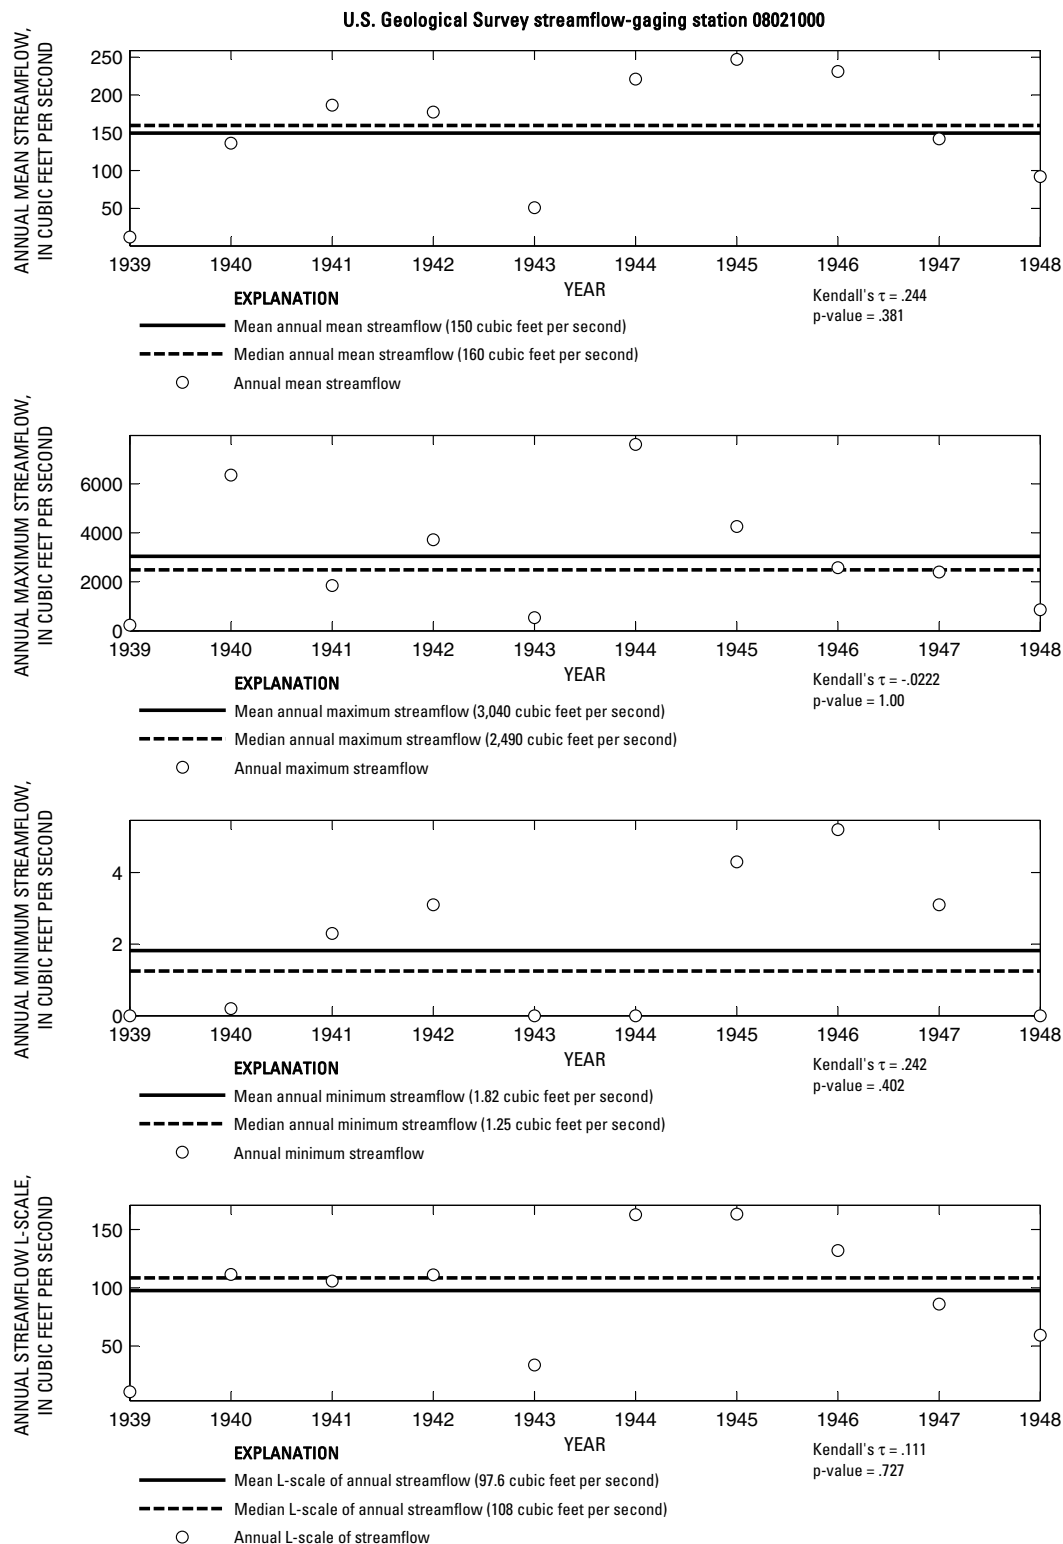 U.S. Geological Survey streamflow-gaging station 08021000
ANNUAL MEAN STREAMFLOW,
IN CUBIC FEET PER SECOND
250
200
150
100
50
1939 1940 1941 1942 1943 1944 1945 1946 1947 1948
YEAR
EXPLANATION
Mean annual mean streamflow (150 cubic feet per second)
Median annual mean streamflow (160 cubic feet per second)
Annual mean streamflow
Kendall's τ = .244
p-value = .381
ANNUAL MAXIMUM STREAMFLOW,
IN CUBIC FEET PER SECOND
6000
4000
2000
0
1939 1940 1941 1942 1943 1944 1945 1946 1947 1948
YEAR
EXPLANATION
Mean annual maximum streamflow (3,040 cubic feet per second)
Median annual maximum streamflow (2,490 cubic feet per second)
Annual maximum streamflow
Kendall's τ = -.0222
p-value = 1.00
ANNUAL MINIMUM STREAMFLOW,
IN CUBIC FEET PER SECOND
4
2
0
1939 1940 1941 1942 1943 1944 1945 1946 1947 1948
YEAR
EXPLANATION
Mean annual minimum streamflow (1.82 cubic feet per second)
Median annual minimum streamflow (1.25 cubic feet per second)
Annual minimum streamflow
Kendall's τ = .242
p-value = .402
ANNUAL STREAMFLOW L-SCALE,
IN CUBIC FEET PER SECOND
150
100
50
1939 1940 1941 1942 1943 1944 1945 1946 1947 1948
YEAR
EXPLANATION
Mean L-scale of annual streamflow (97.6 cubic feet per second)
Median L-scale of annual streamflow (108 cubic feet per second)
Annual L-scale of streamflow
Kendall's τ = .111
p-value = .727